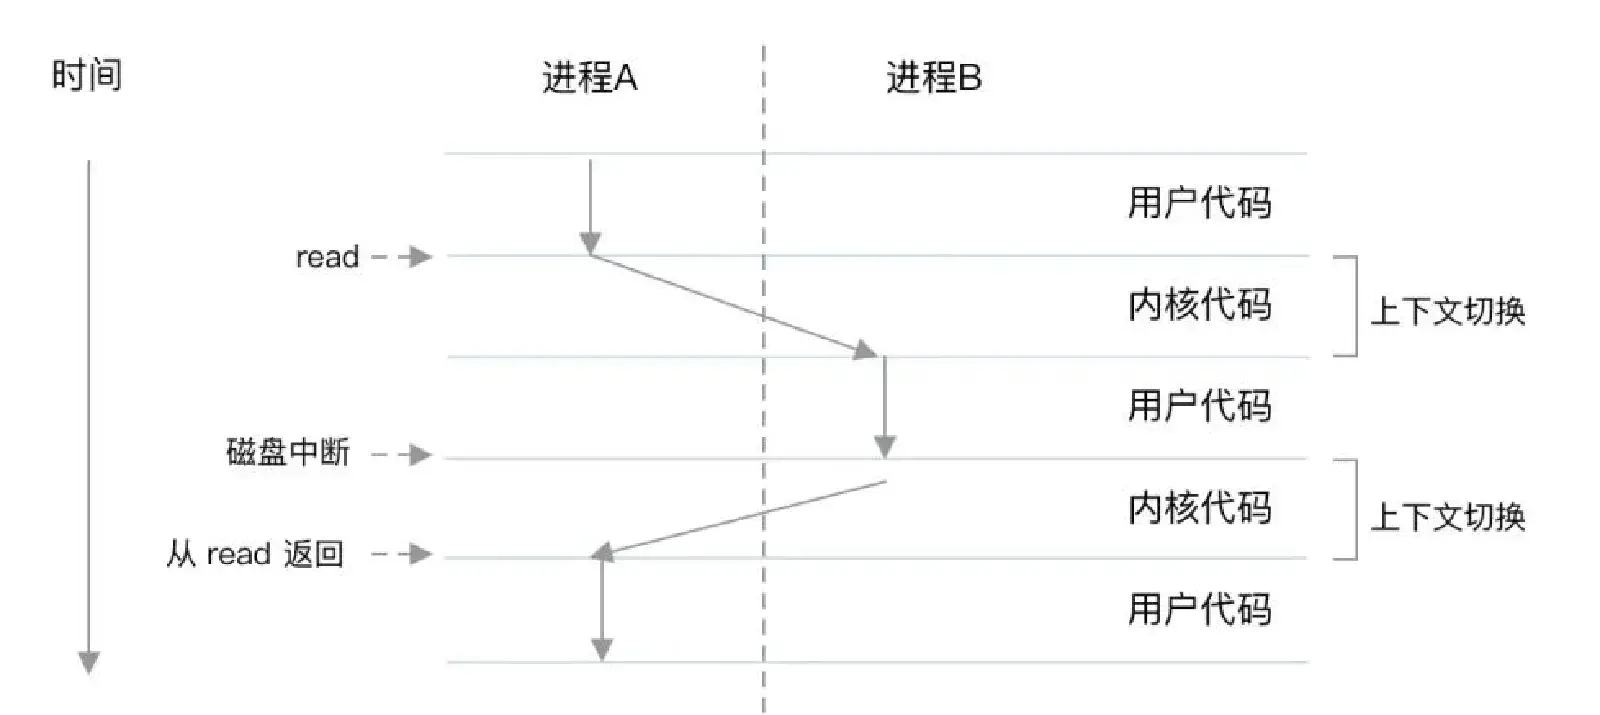 时间
进程A
进程B
用户代码
read
内核代码
上下文切换
用户代码
磁盘中断
内核代码
上下文切换
从 read 返回
用户代码